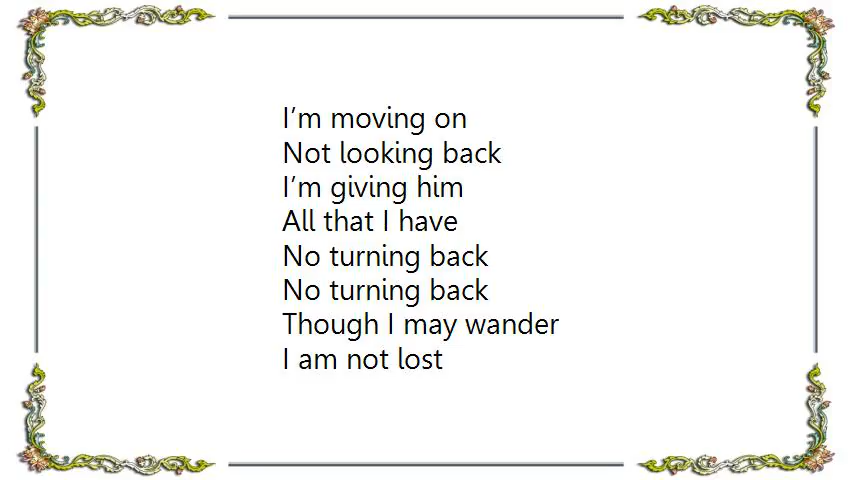 I’m moving on
Not looking back
I’m giving him
All that I have
No turning back
No turning back
Though I may wander
I am not lost